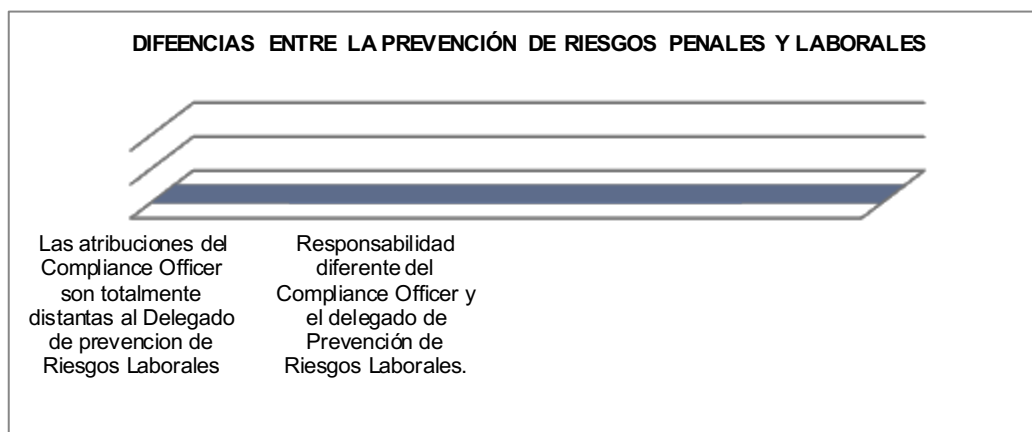 DIFEENCIAS ENTRE LA PREVENCIÓN DE RIESGOS PENALES Y LABORALES
Las atribuciones del
Compliance Officer
son totalmente
distantas al Delegado
de prevencion de
Riesgos Laborales
Responsabilidad
diferente del
Compliance Officer y
el delegado de
Prevención de
Riesgos Laborales.